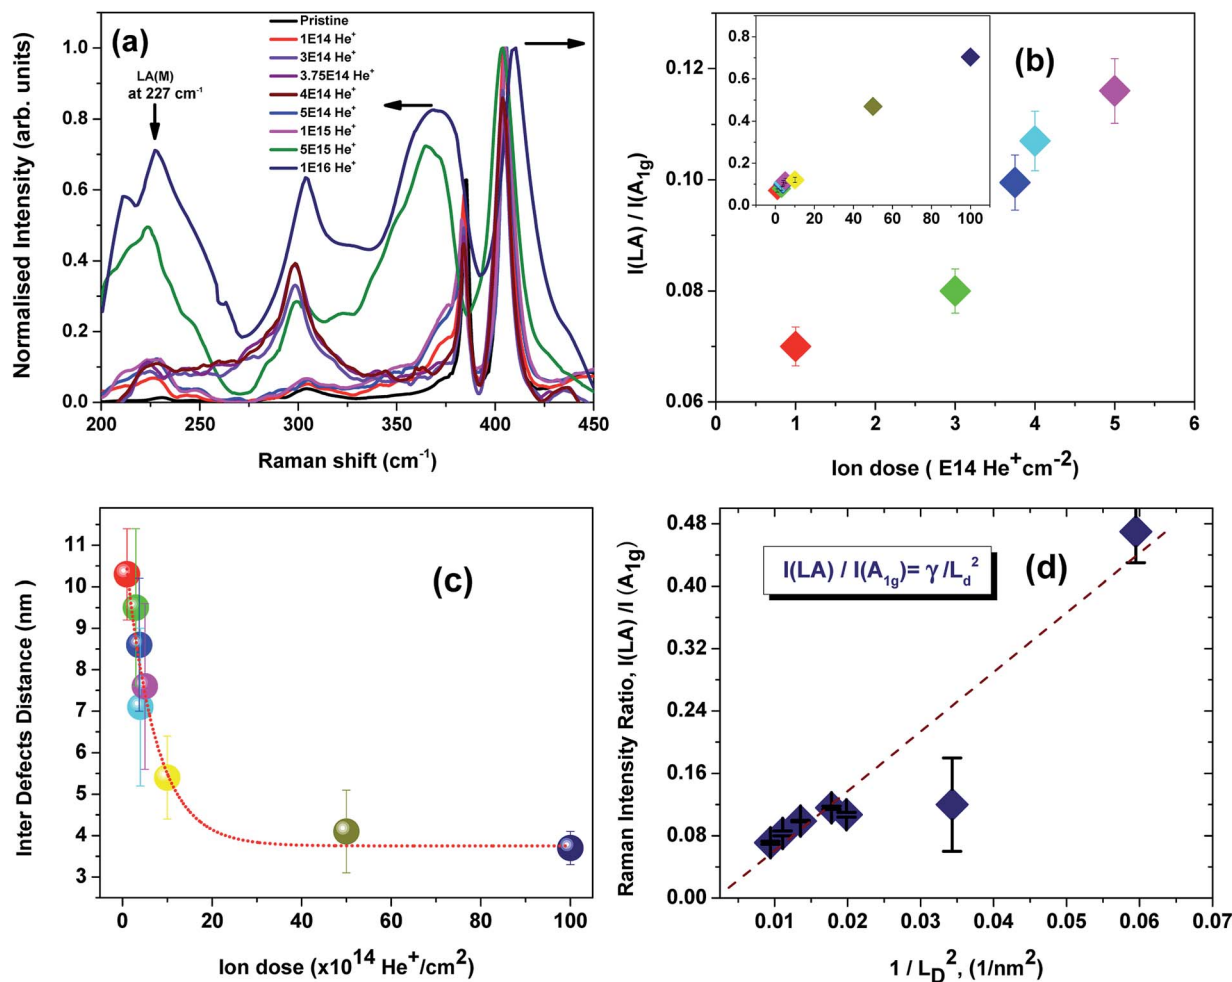 (a)
LA(M)
at 227 cm⁻¹
Pristine
1E14 He⁺
3E14 He⁺
3.75E14 He⁺
4E14 He⁺
5E14 He⁺
1E15 He⁺
5E15 He⁺
1E16 He⁺
Normalised Intensity (arb. units)
1.0
0.8
0.6
0.4
0.2
0.0
200 250 300 350 400 450
Raman shift (cm⁻¹)
(b)
I(LA) / I(A₁g)
0.12
0.10
0.08
0.06
0.8
0.6
0.4
0.2
0.0
0 20 40 60 80 100
0 1 2 3 4 5 6
Ion dose ( E14 He⁺cm⁻²)
(c)
Inter Defects Distance (nm)
11
10
9
8
7
6
5
4
3
0 20 40 60 80 100
Ion dose (x10¹⁴ He⁺/cm²)
(d)
I(LA) / I(A₁g)= γ /L_d²
Raman Intensity Ratio, I(LA) /I (A₁g)
0.48
0.40
0.32
0.24
0.16
0.08
0.00
0.01 0.02 0.03 0.04 0.05 0.06 0.07
1 / L_D², (1/nm²)